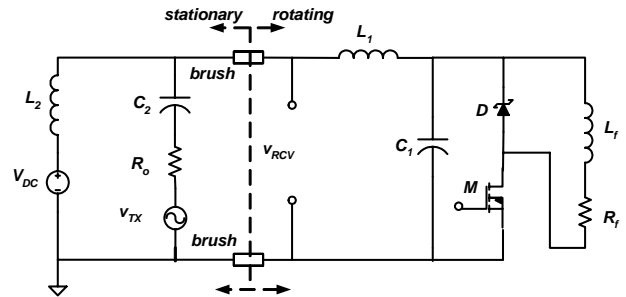 stationary
rotating
L1
brush
L2
C2
D
Lf
vRCV
C1
Ro
VDC
M
vTX
Rf
brush